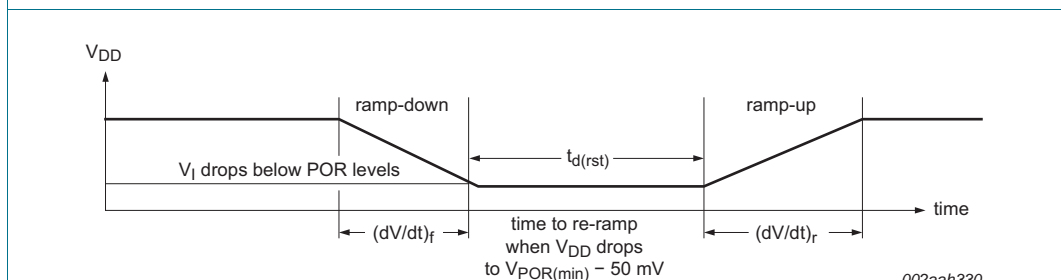 VDD
ramp-down
ramp-up
td(rst)
VI drops below POR levels
time
(dV/dt)f
time to re-ramp
when VDD drops
to VPOR(min) − 50 mV
(dV/dt)r
002aah330